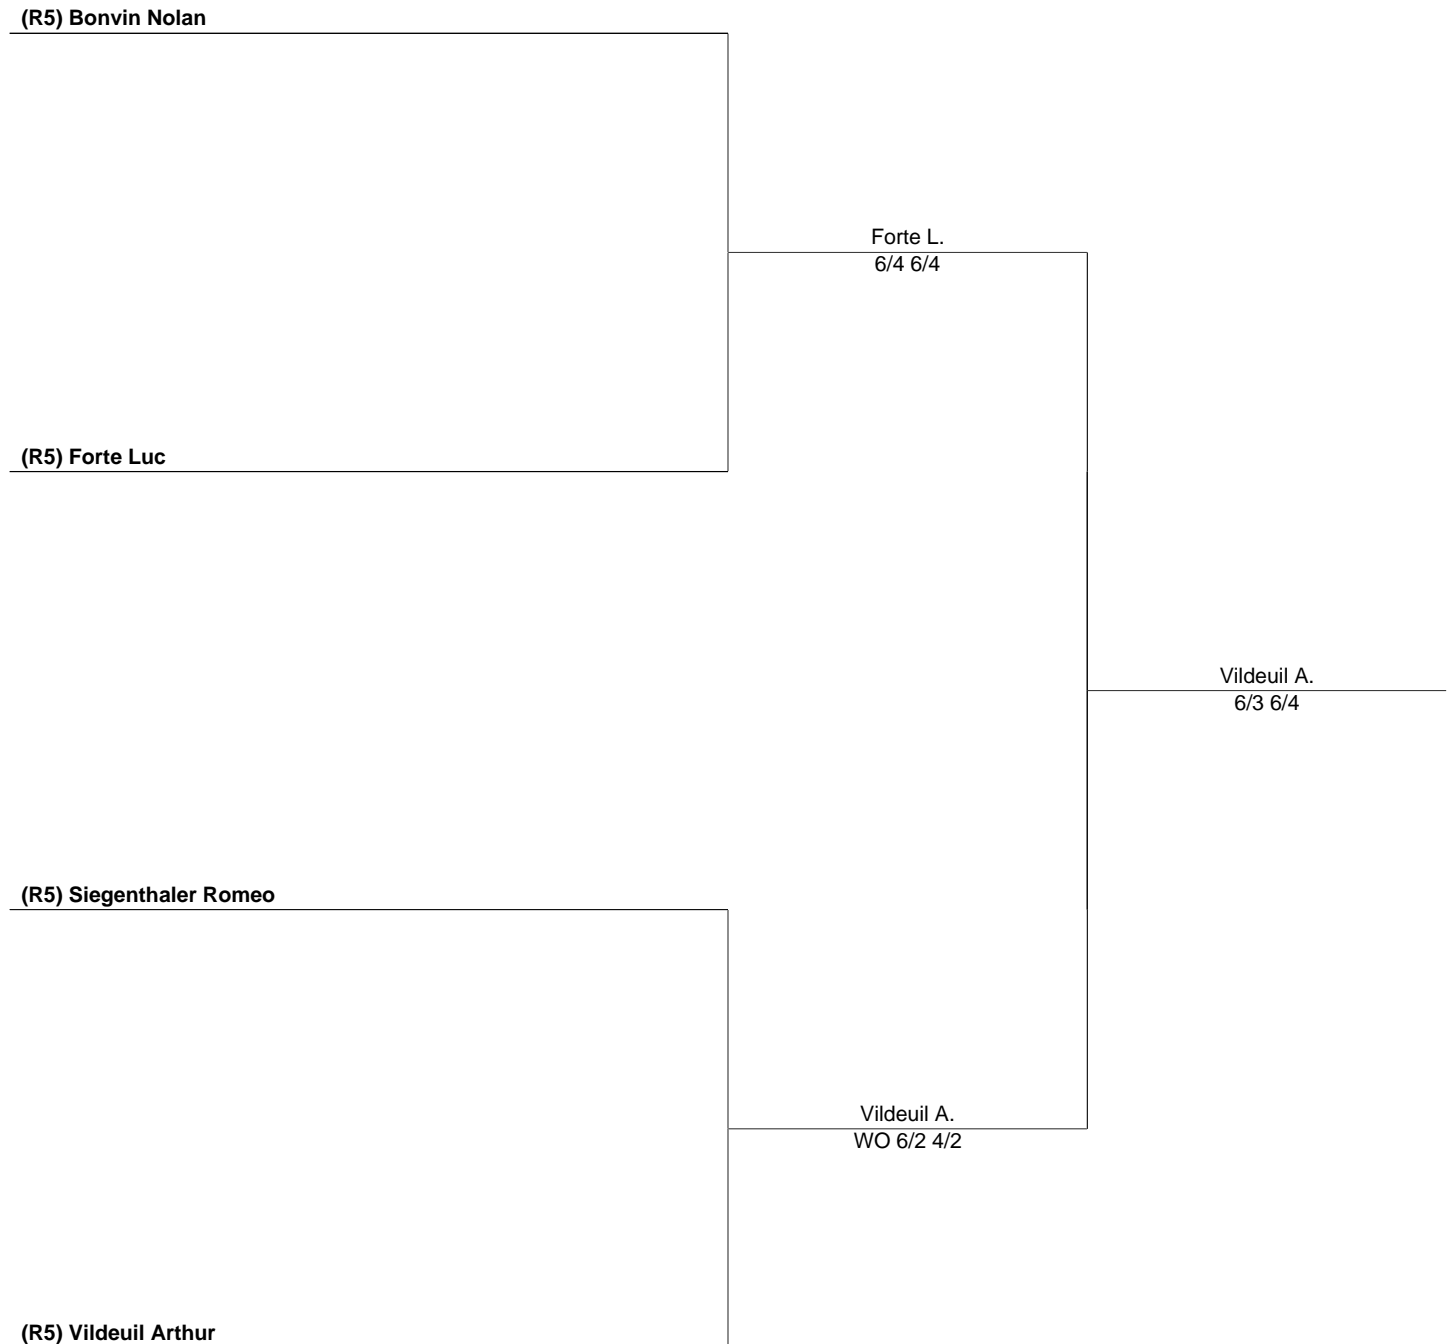 (R5) Bonvin Nolan
Forte L.
6/4 6/4
(R5) Forte Luc
Vildeuil A.
6/3 6/4
(R5) Siegenthaler Romeo
Vildeuil A.
WO 6/2 4/2
(R5) Vildeuil Arthur